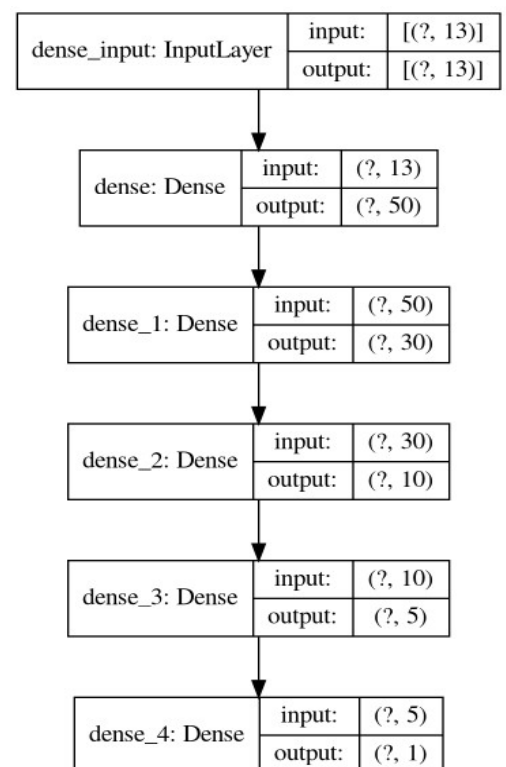 dense_input: InputLayer
input: [(?, 13)]
output: [(?, 13)]
dense: Dense
input: (?, 13)
output: (?, 50)
dense_1: Dense
input: (?, 50)
output: (?, 30)
dense_2: Dense
input: (?, 30)
output: (?, 10)
dense_3: Dense
input: (?, 10)
output: (?, 5)
dense_4: Dense
input: (?, 5)
output: (?, 1)